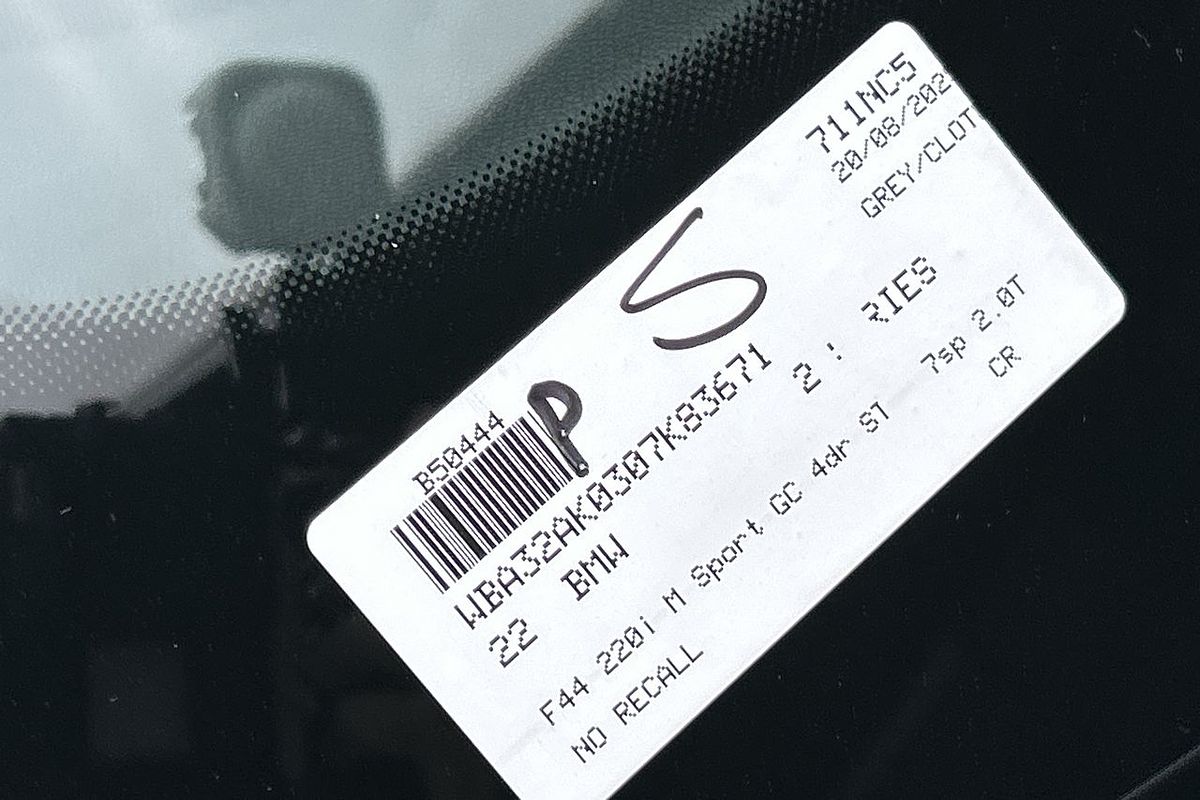 711NC5
20/08/202
GREY/CLOT
S
B50444 P
WBA32AK0307K83671
22 BMW 2 : RIES
F44 220i M Sport GC 4dr ST 7sp 2.0T
NO RECALL CR